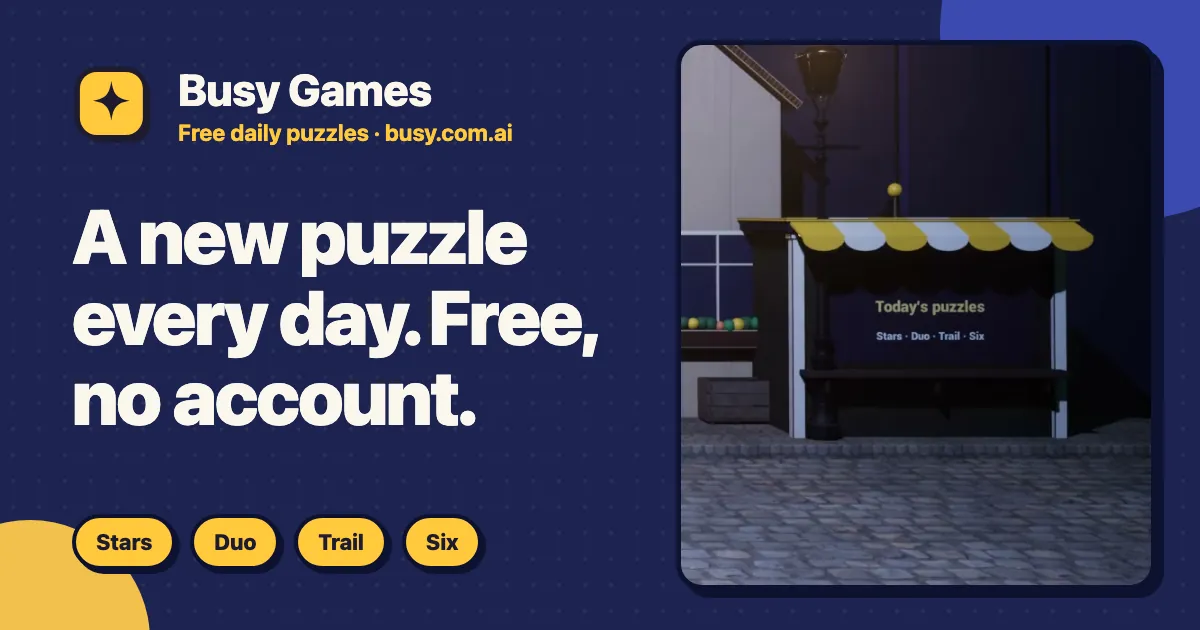 Busy Games
Free daily puzzles · busy.com.ai
A new puzzle
every day. Free,
no account.
Stars
Duo
Trail
Six
Today's puzzles
Stars · Duo · Trail · Six